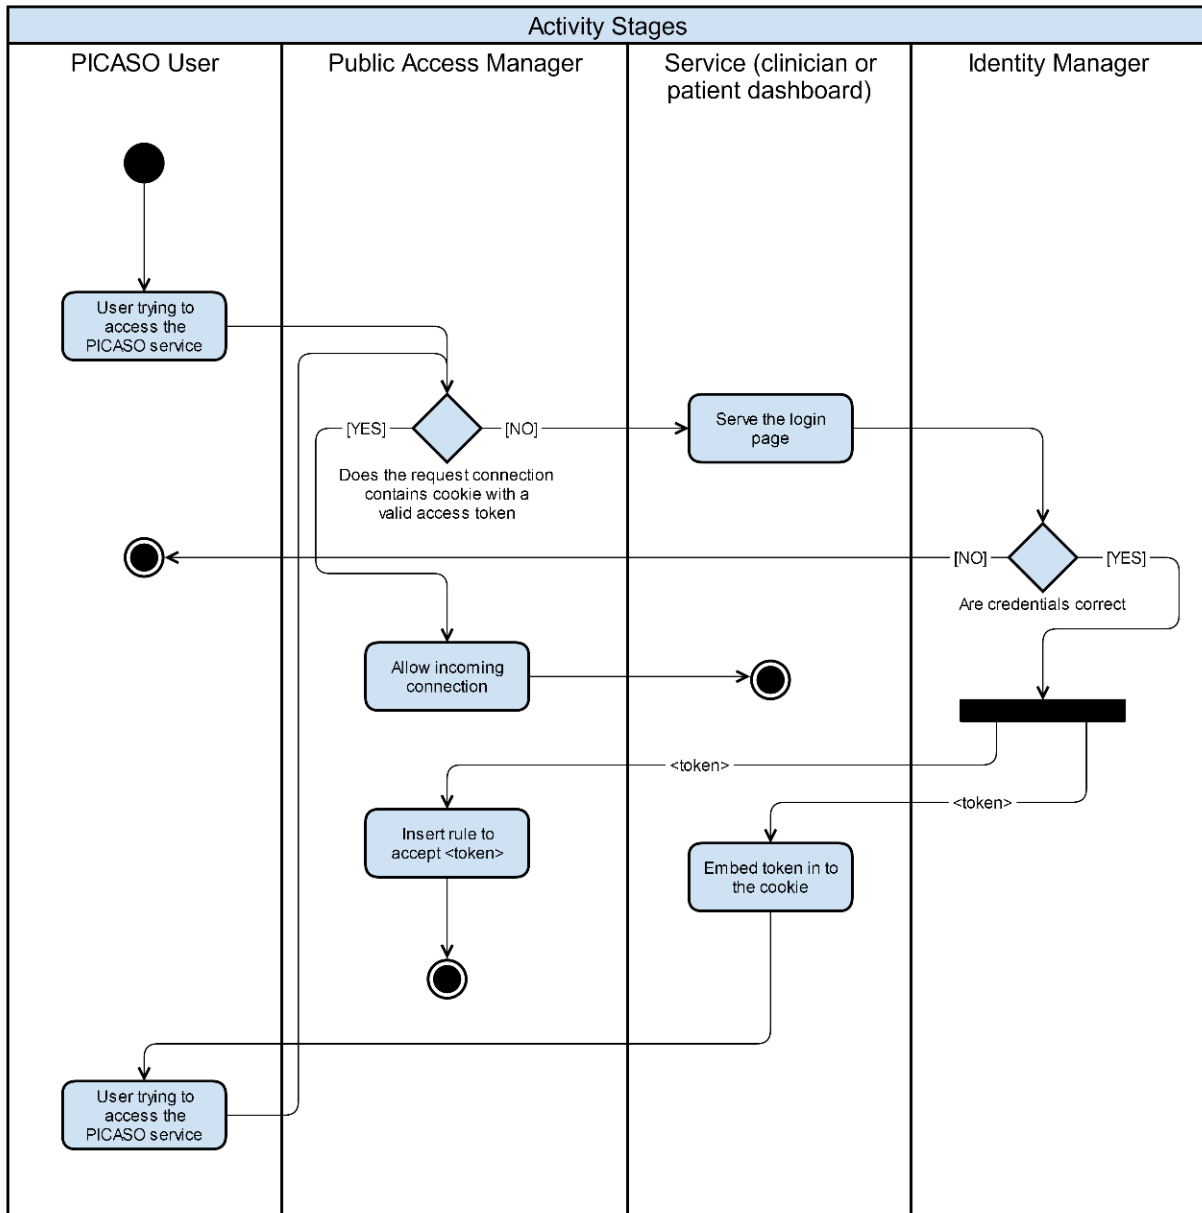 Activity Stages
PICASO User
Public Access Manager
Service (clinician or
patient dashboard)
Identity Manager
User trying to
access the
PICASO service
[YES]
[NO]
Serve the login
page
Does the request connection
contains cookie with a
valid access token
[NO]
[YES]
Are credentials correct
Allow incoming
connection
<token>
<token>
Insert rule to
accept <token>
Embed token in to
the cookie
User trying to
access the
PICASO service